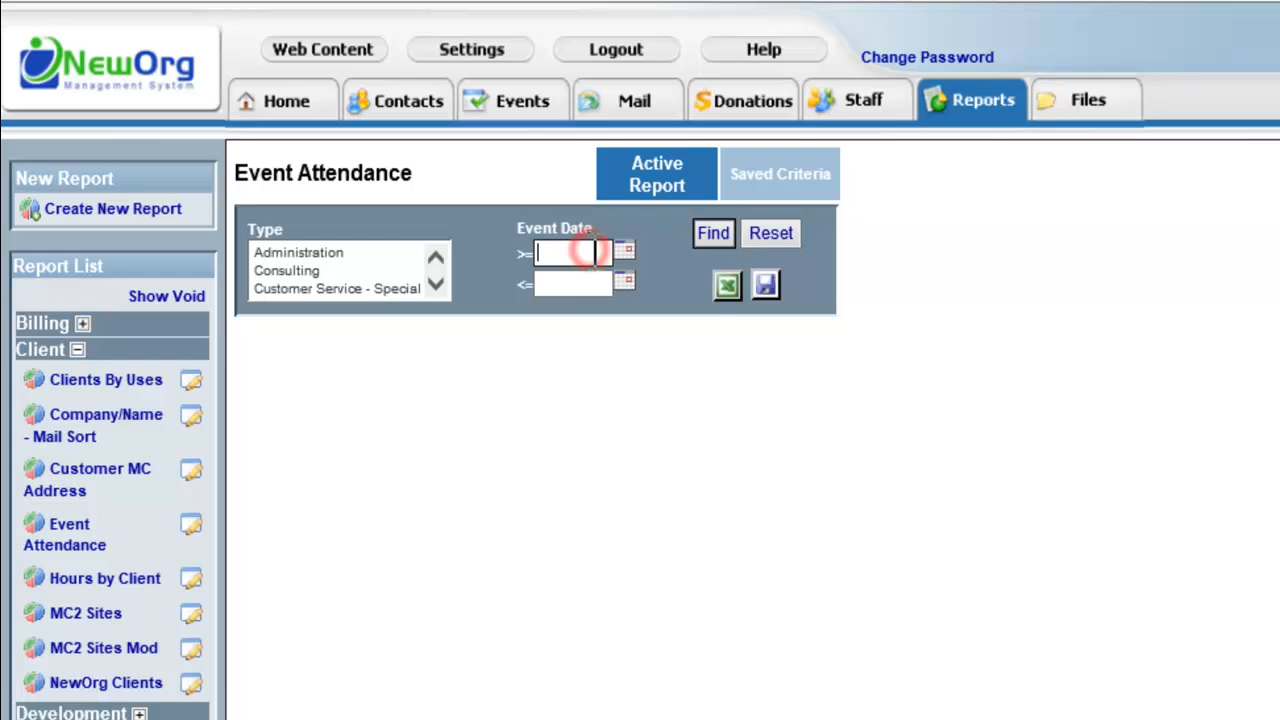 NewOrg
Management System
Web Content
Settings
Logout
Help
Change Password
Home
Contacts
Events
Mail
Donations
Staff
Reports
Files
New Report
Create New Report
Report List
Show Void
Billing
Client
Clients By Uses
Company/Name
- Mail Sort
Customer MC
Address
Event
Attendance
Hours by Client
MC2 Sites
MC2 Sites Mod
NewOrg Clients
Development
Event Attendance
Active
Report
Saved Criteria
Type
Administration
Consulting
Customer Service - Special
Event Date
>=
<=
Find
Reset